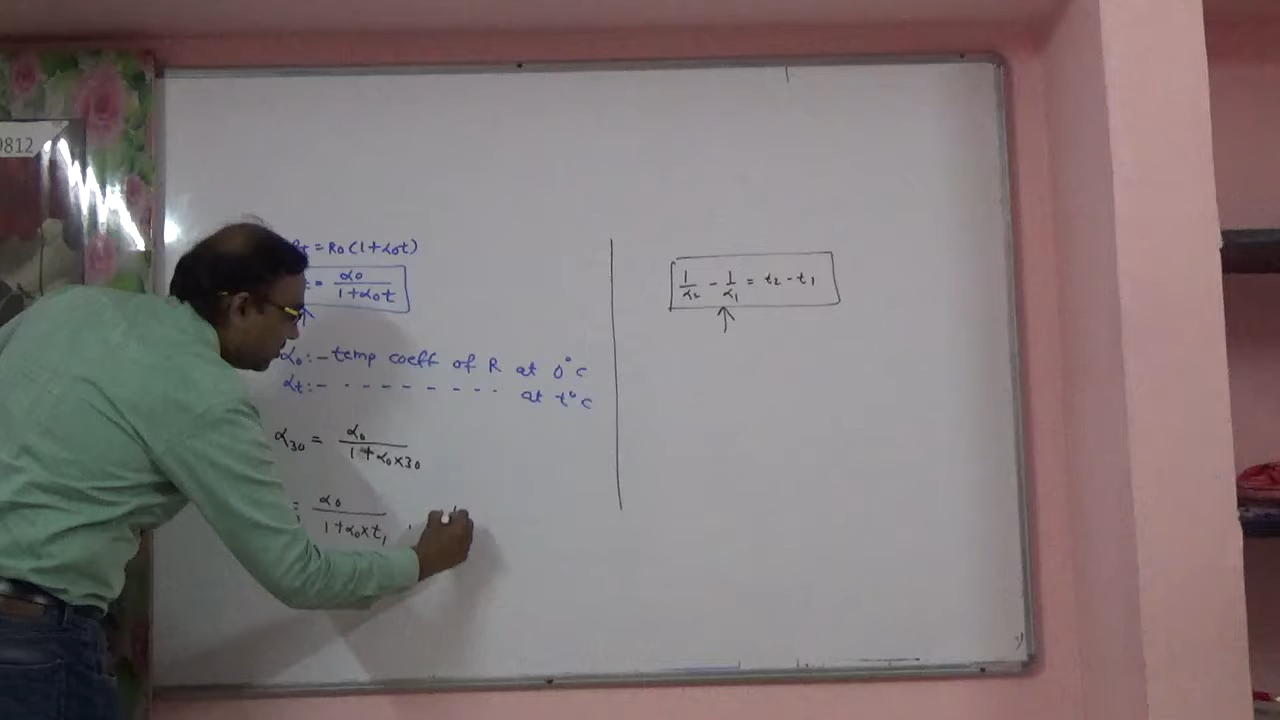 9812
t = R0 (1 + α0t)
t = α0 / 1 + α0t
α0 : – temp coeff of R at 0°c
αt : – - - - - - - - - at t°c
α30 = α0 / 1 + α0 × 30
= α0 / 1 + α0 × t1 ,
1/α2 – 1/α1 = t2 – t1